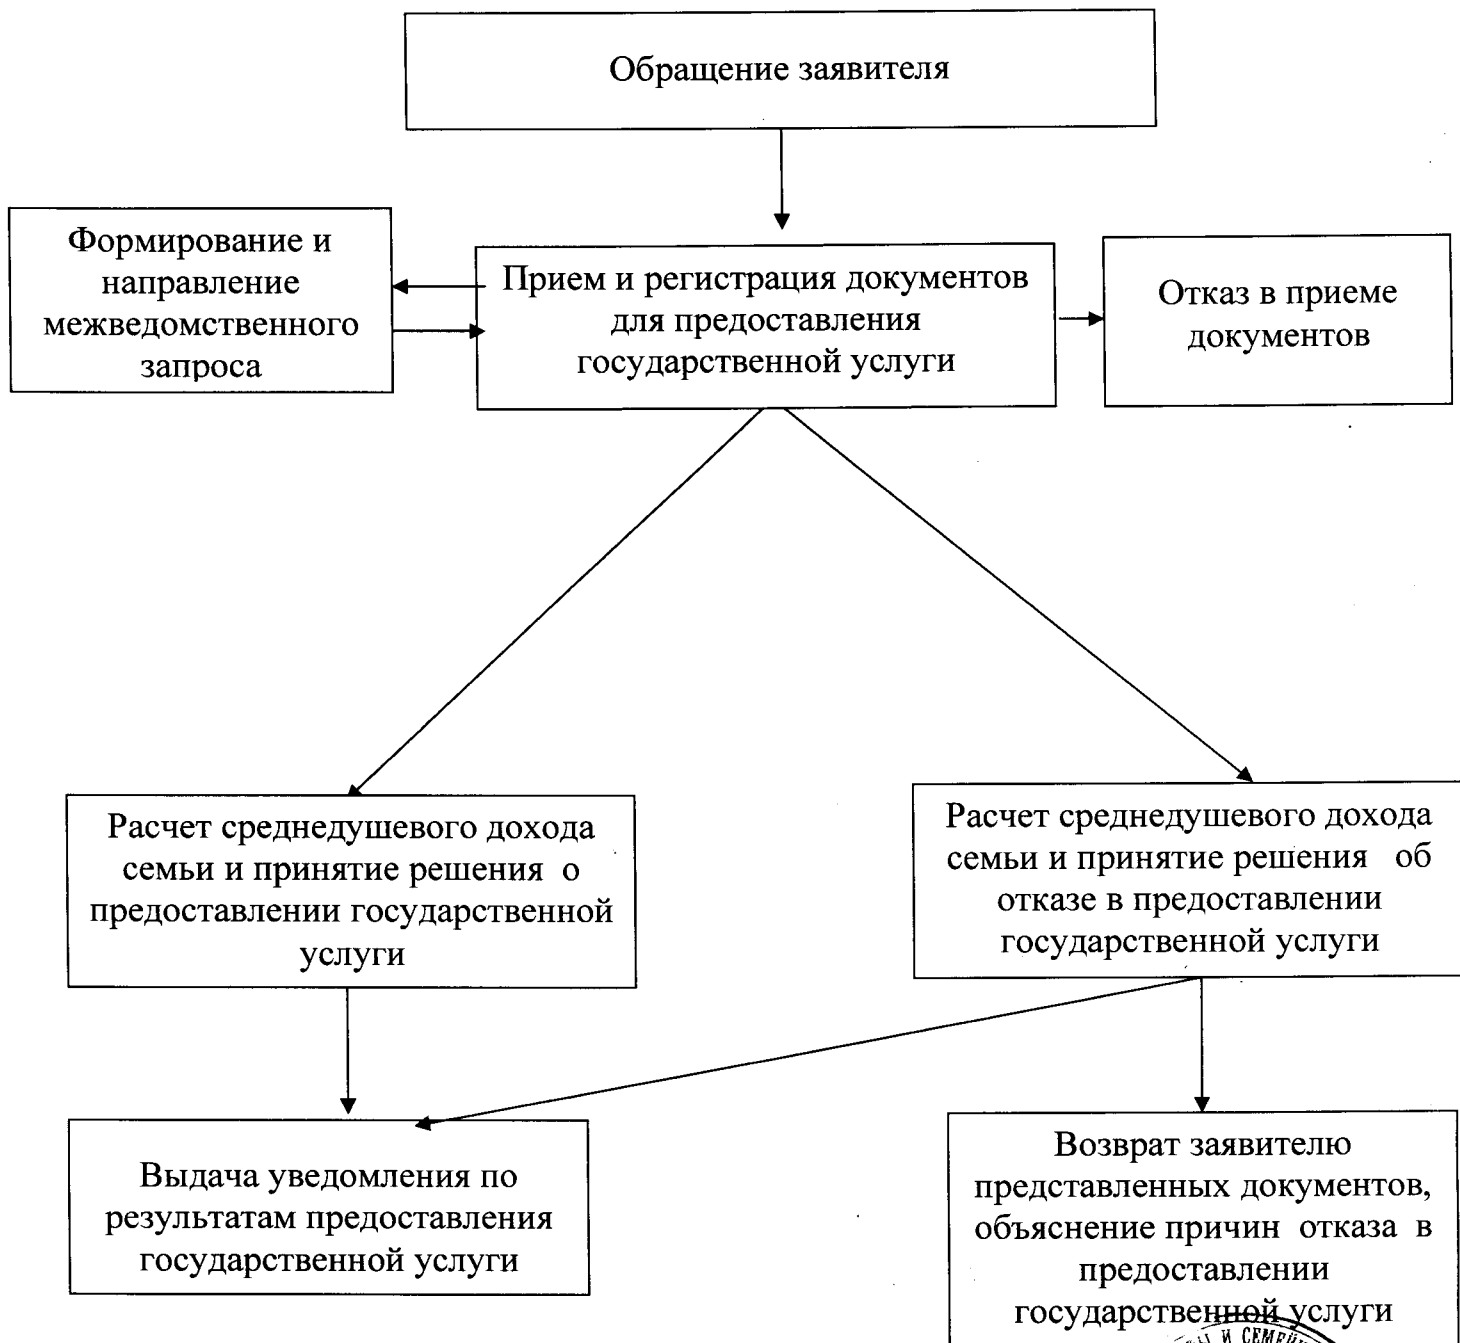 Обращение заявителя
Формирование и
направление
межведомственного
запроса
Прием и регистрация документов
для предоставления
государственной услуги
Отказ в приеме
документов
Расчет среднедушевого дохода
семьи и принятие решения о
предоставлении государственной
услуги
Расчет среднедушевого дохода
семьи и принятие решения об
отказе в предоставлении
государственной услуги
Выдача уведомления по
результатам предоставления
государственной услуги
Возврат заявителю
представленных документов,
объяснение причин отказа в
предоставлении
государственной услуги